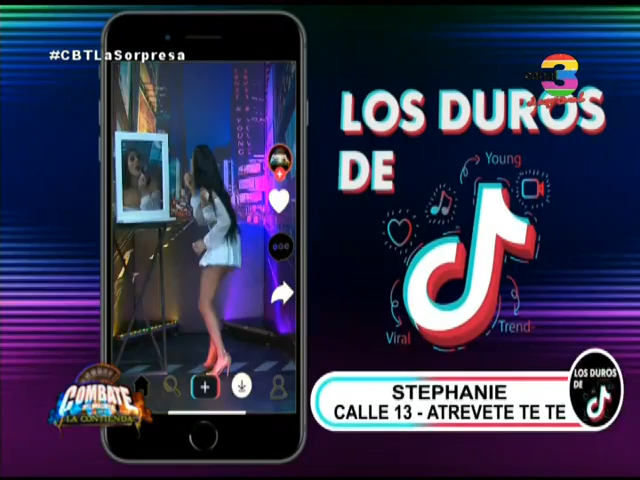 #CBTLaSorpresa
3
LOS DUROS
DE
Young
Viral
Trend-
COMBATE
LA CONTIENDA
STEPHANIE
CALLE 13 - ATREVETE TE TE
LOS DUROS
DE